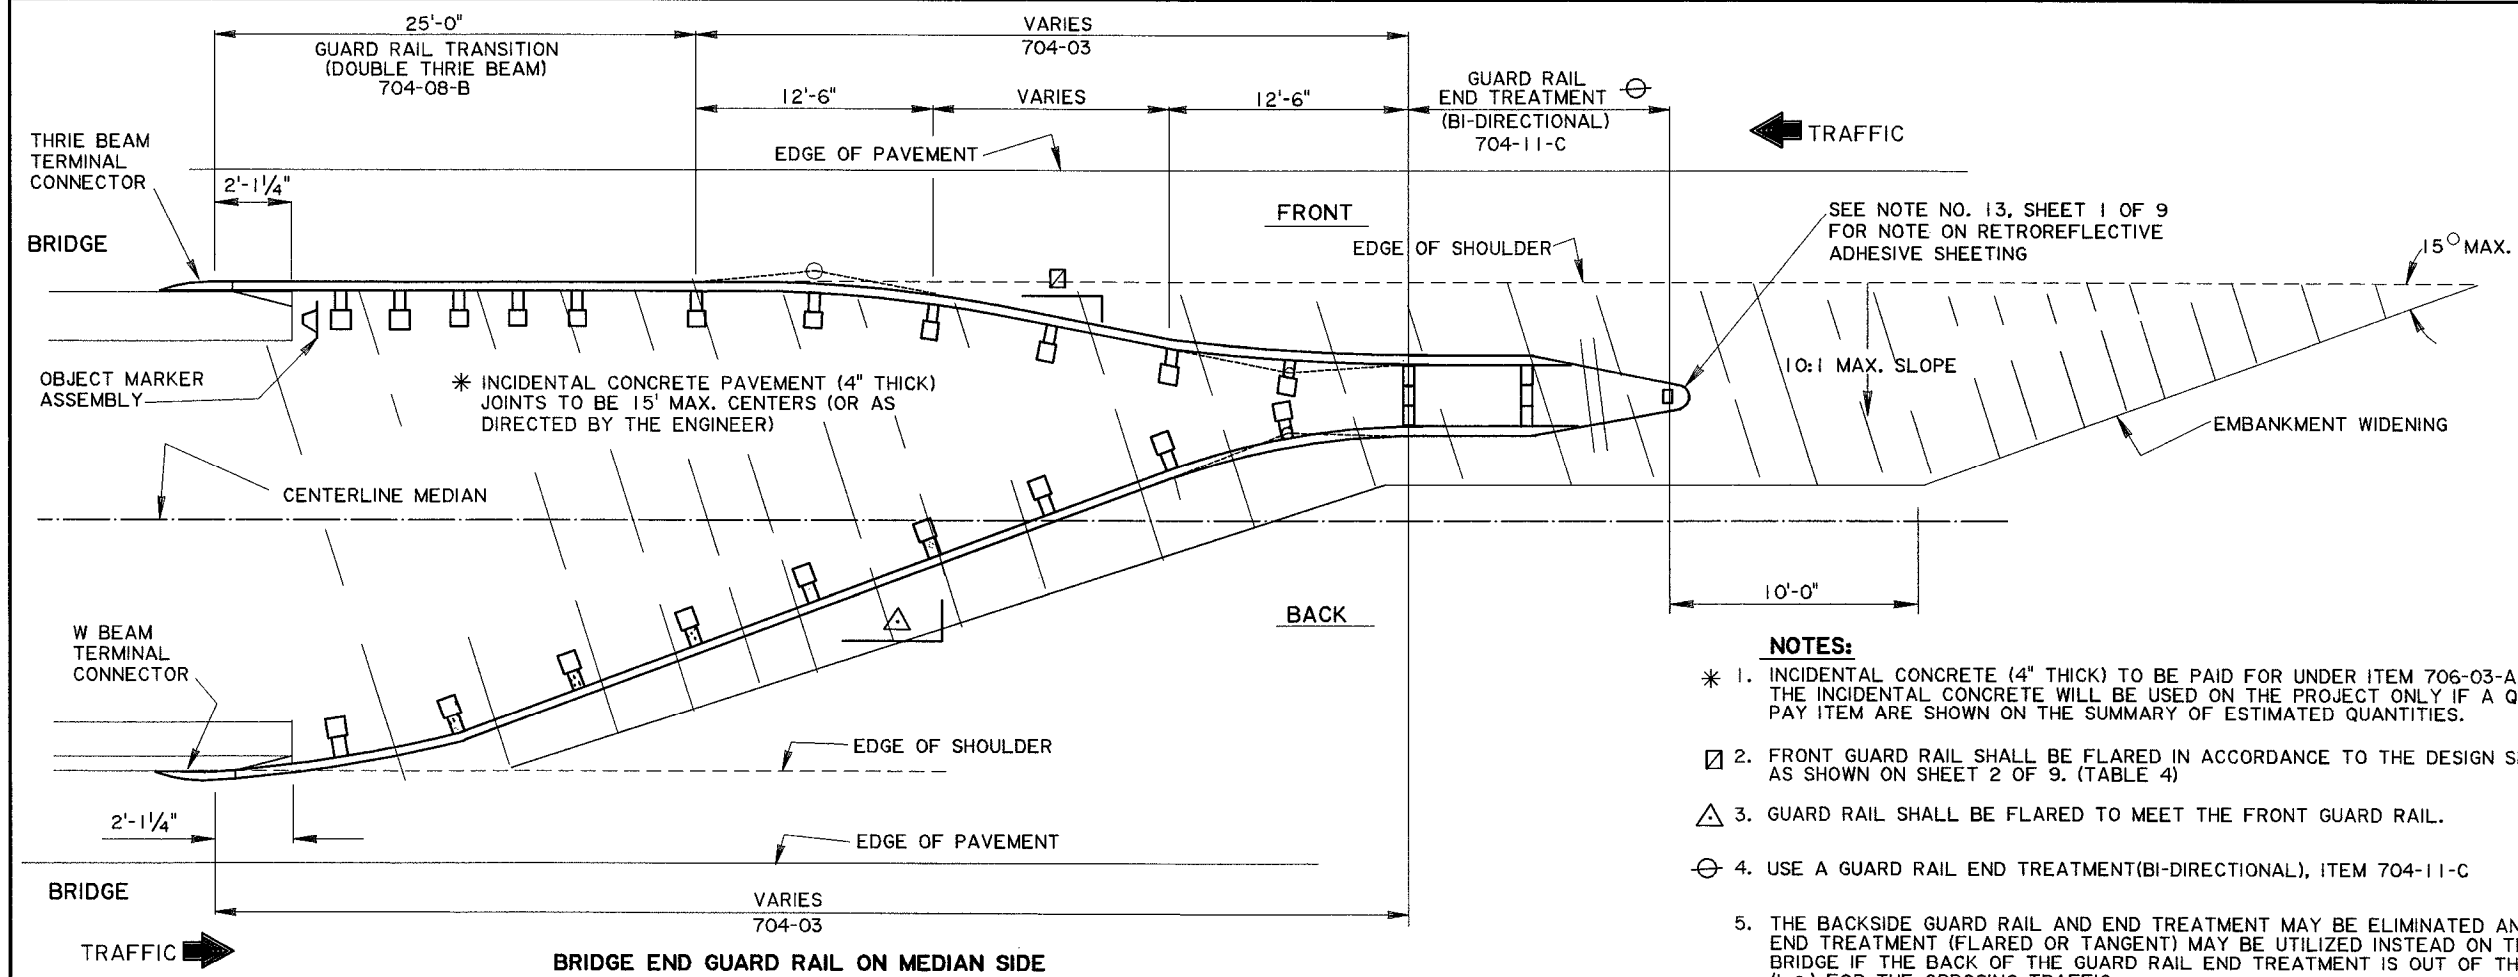 25'-0"
GUARD RAIL TRANSITION
(DOUBLE THRIE BEAM)
704-08-B
VARIES
704-03
12'-6"
VARIES
12'-6"
GUARD RAIL
END TREATMENT
(BI-DIRECTIONAL)
704-11-C
TRAFFIC
THRIE BEAM
TERMINAL
CONNECTOR
2'-1 1/4"
EDGE OF PAVEMENT
FRONT
BRIDGE
EDGE OF SHOULDER
SEE NOTE NO. 13, SHEET 1 OF 9
FOR NOTE ON RETROREFLECTIVE
ADHESIVE SHEETING
15° MAX.
OBJECT MARKER
ASSEMBLY
* INCIDENTAL CONCRETE PAVEMENT (4" THICK)
JOINTS TO BE 15' MAX. CENTERS (OR AS
DIRECTED BY THE ENGINEER)
10:1 MAX. SLOPE
EMBANKMENT WIDENING
CENTERLINE MEDIAN
10'-0"
BACK
W BEAM
TERMINAL
CONNECTOR
EDGE OF SHOULDER
2'-1 1/4"
EDGE OF PAVEMENT
BRIDGE
VARIES
704-03
TRAFFIC
BRIDGE END GUARD RAIL ON MEDIAN SIDE
NOTES:
* 1. INCIDENTAL CONCRETE (4" THICK) TO BE PAID FOR UNDER ITEM 706-03-A
THE INCIDENTAL CONCRETE WILL BE USED ON THE PROJECT ONLY IF A
PAY ITEM ARE SHOWN ON THE SUMMARY OF ESTIMATED QUANTITIES.
2. FRONT GUARD RAIL SHALL BE FLARED IN ACCORDANCE TO THE DESIGN
AS SHOWN ON SHEET 2 OF 9. (TABLE 4)
3. GUARD RAIL SHALL BE FLARED TO MEET THE FRONT GUARD RAIL.
4. USE A GUARD RAIL END TREATMENT(BI-DIRECTIONAL), ITEM 704-11-C
5. THE BACKSIDE GUARD RAIL AND END TREATMENT MAY BE ELIMINATED
END TREATMENT (FLARED OR TANGENT) MAY BE UTILIZED INSTEAD ON
BRIDGE IF THE BACK OF THE GUARD RAIL END TREATMENT IS OUT OF
FOR THE OPPOSING TRAFFIC